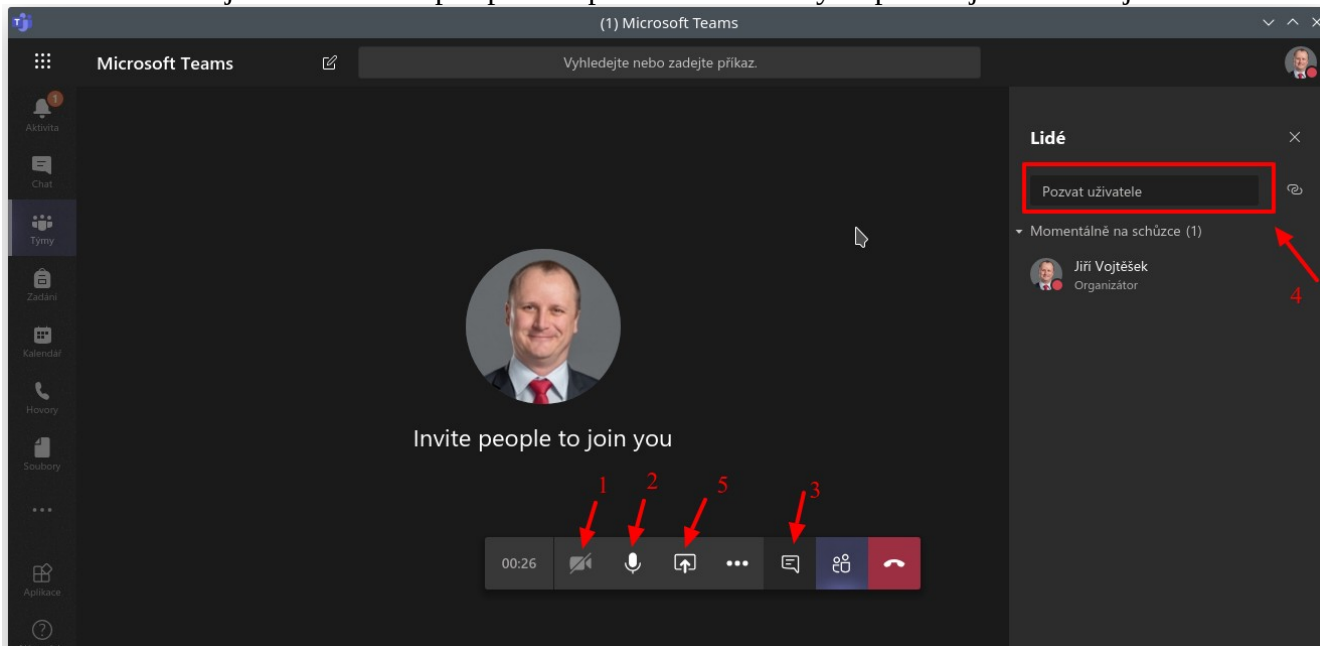 (1) Microsoft Teams
Microsoft Teams
Vyhledejte nebo zadejte příkaz.
1
Aktivita
Chat
Týmy
Zadání
Kalendář
Hovory
Soubory
Aplikace
Invite people to join you
1
2
5
3
00:26
Lidé
Pozvat uživatele
Momentálně na schůzce (1)
Jiří Vojtěšek
Organizátor
4